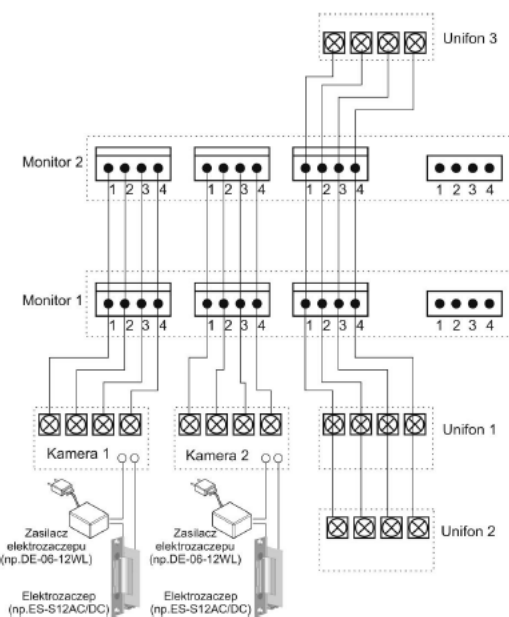 Unifon 3
Monitor 2
1 2 3 4
1 2 3 4
1 2 3 4
1 2 3 4
Monitor 1
1 2 3 4
1 2 3 4
1 2 3 4
1 2 3 4
Kamera 1
Kamera 2
Unifon 1
Zasilacz
elektrozaczepu
(np.DE-06-12WL)
Zasilacz
elektrozaczepu
(np.DE-06-12WL)
Unifon 2
Elektrozaczep
(np.ES-S12AC/DC)
Elektrozaczep
(np.ES-S12AC/DC)